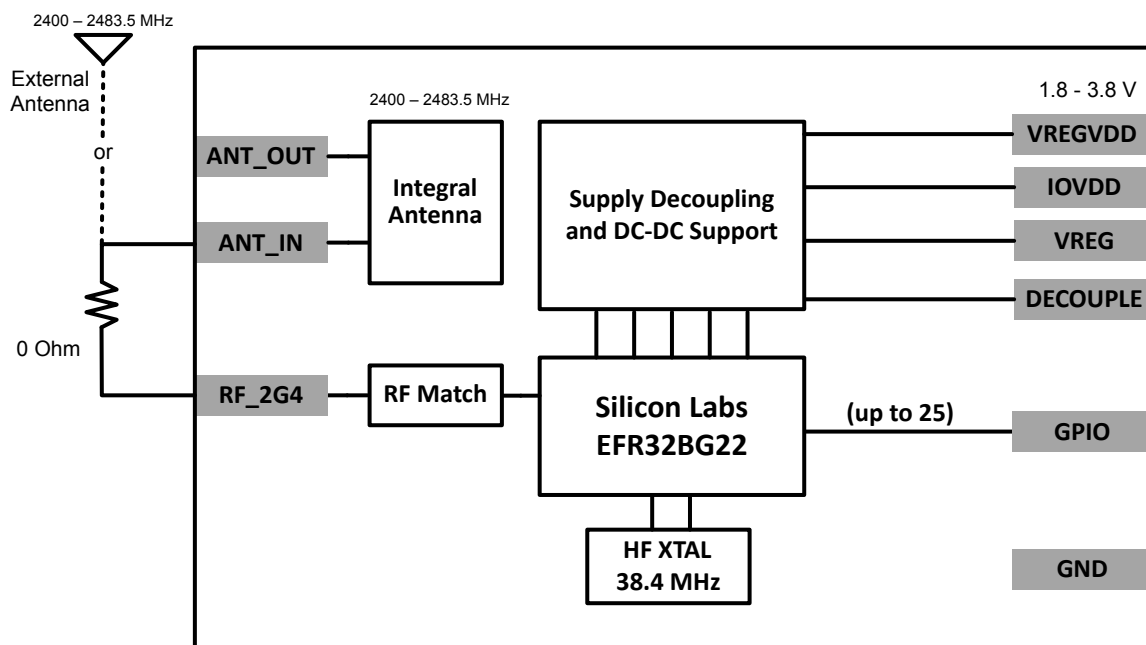 2400 – 2483.5 MHz
External
Antenna
or
0 Ohm
ANT_OUT
ANT_IN
RF_2G4
2400 – 2483.5 MHz
Integral
Antenna
RF Match
Supply Decoupling
and DC-DC Support
Silicon Labs
EFR32BG22
HF XTAL
38.4 MHz
(up to 25)
1.8 - 3.8 V
VREGVDD
IOVDD
VREG
DECOUPLE
GPIO
GND